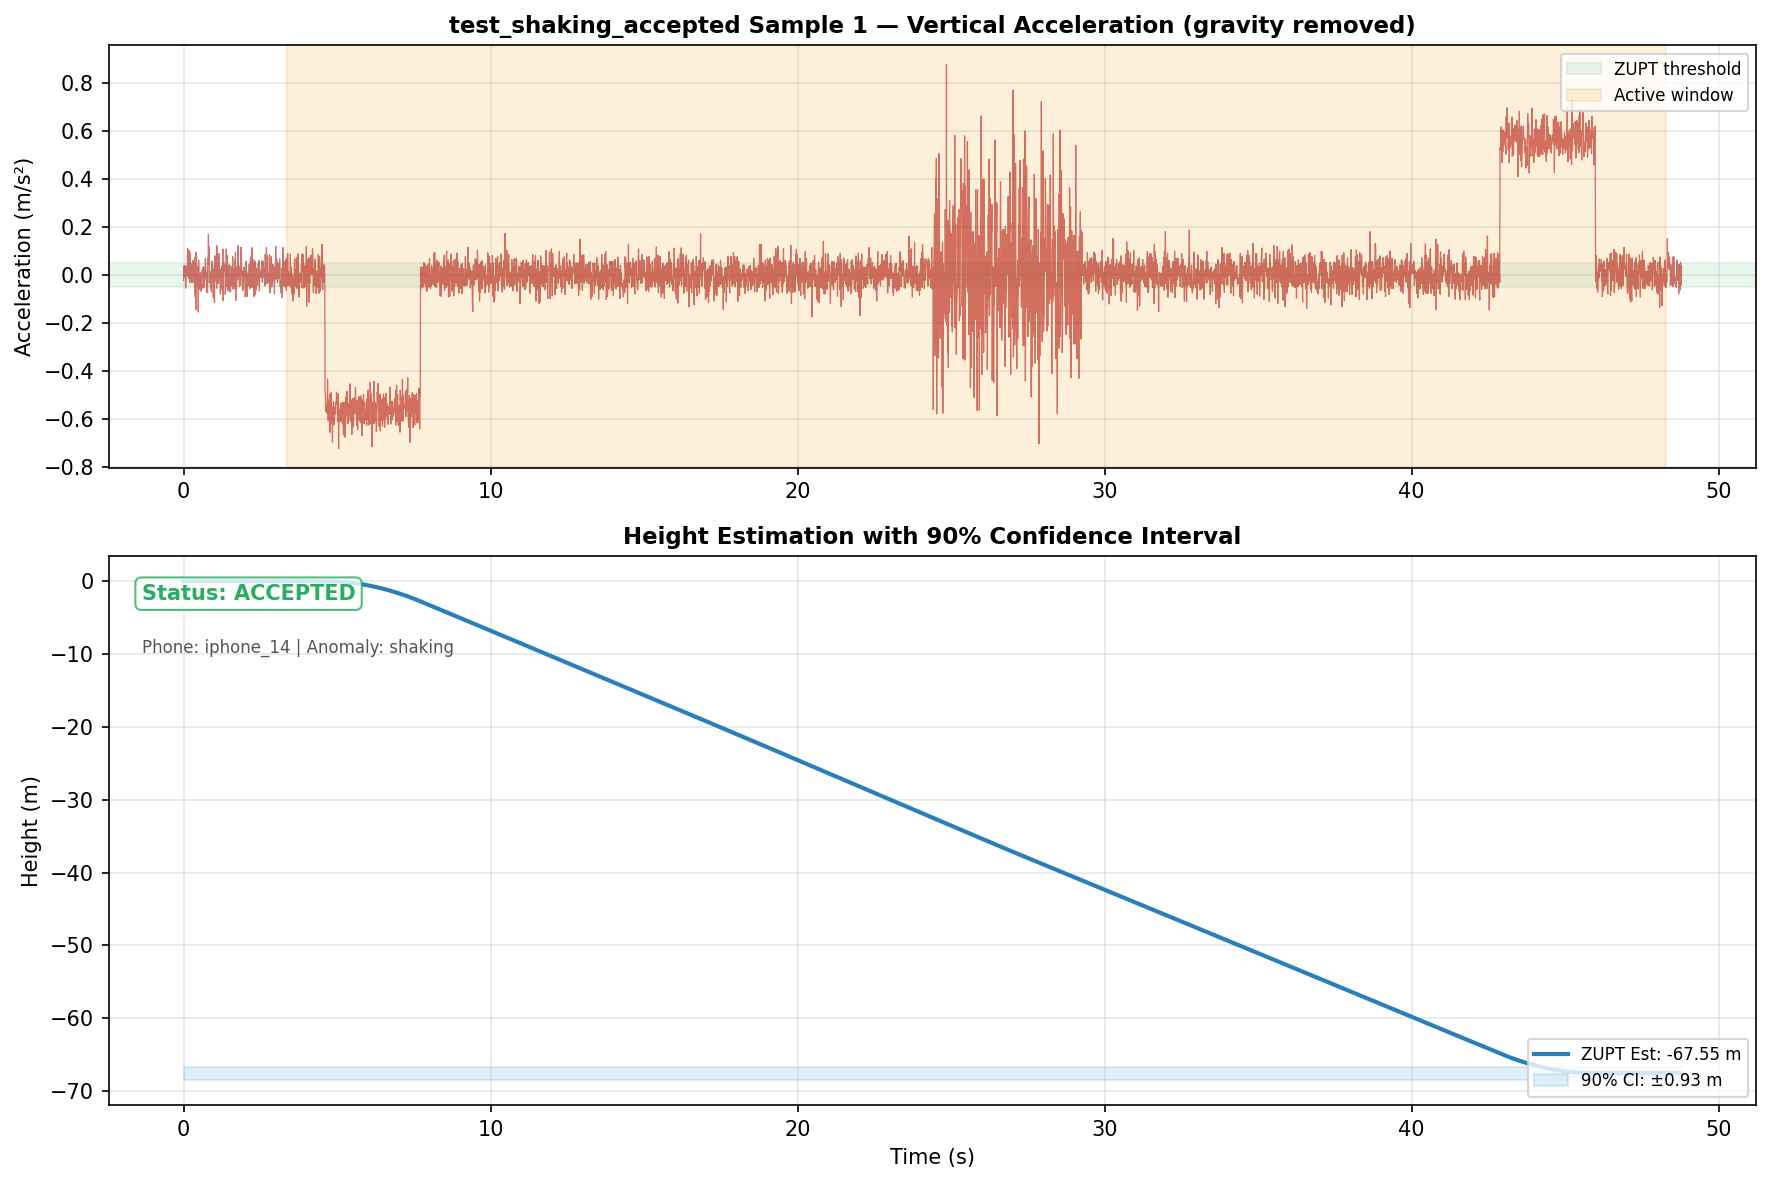 test_shaking_accepted Sample 1 — Vertical Acceleration (gravity removed)
Acceleration (m/s²)
0.8
0.6
0.4
0.2
0.0
−0.2
−0.4
−0.6
−0.8
ZUPT threshold
Active window
0 10 20 30 40 50
Height Estimation with 90% Confidence Interval
Height (m)
0
−10
−20
−30
−40
−50
−60
−70
Status: ACCEPTED
Phone: iphone_14 | Anomaly: shaking
ZUPT Est: -67.55 m
90% CI: ±0.93 m
0 10 20 30 40 50
Time (s)